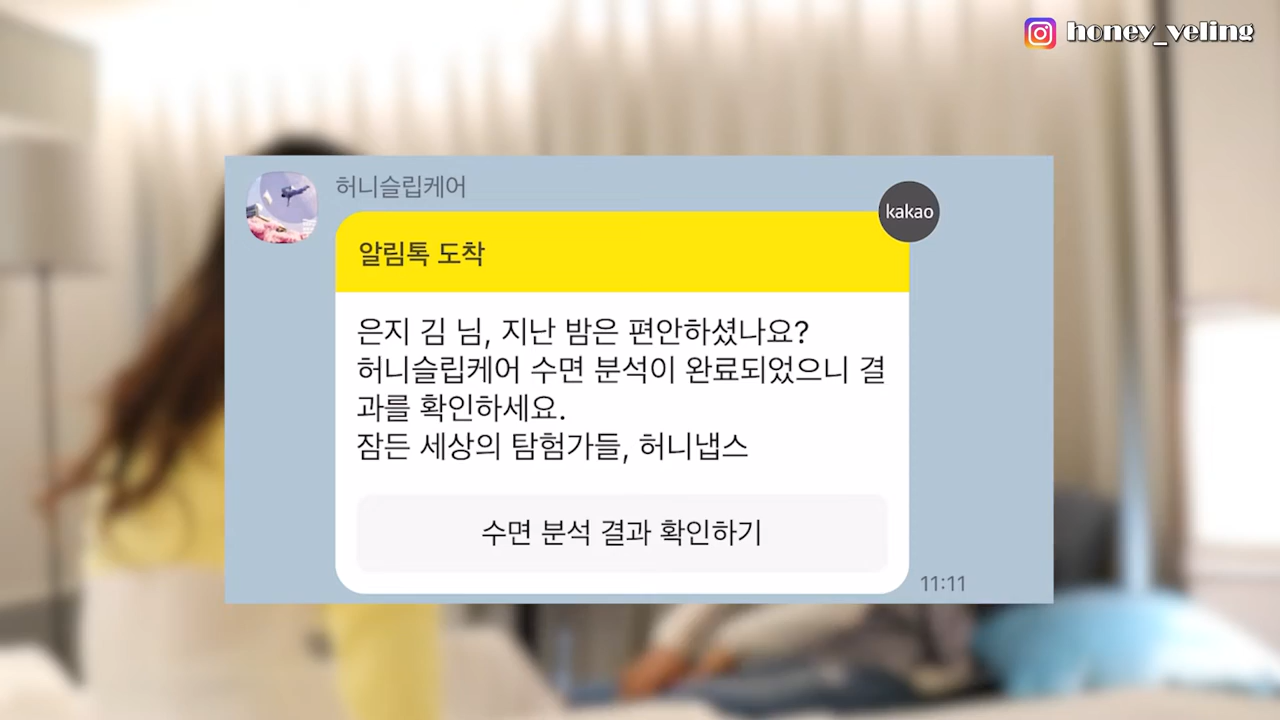 honey_veling
허니슬립케어
kakao
알림톡 도착
은지 김 님, 지난 밤은 편안하셨나요?
허니슬립케어 수면 분석이 완료되었으니 결
과를 확인하세요.
잠든 세상의 탐험가들, 허니냅스
수면 분석 결과 확인하기
11:11